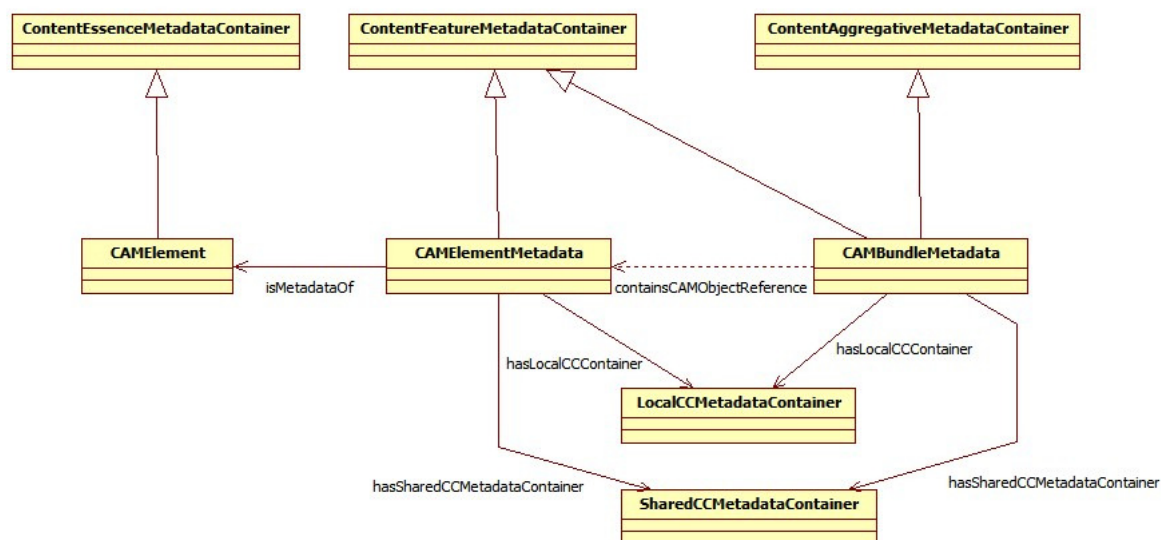 ContentEssenceMetadataContainer
ContentFeatureMetadataContainer
ContentAggregativeMetadataContainer
CAMElement
CAMElementMetadata
CAMBundleMetadata
isMetadataOf
containsCAMObjectReference
hasLocalCCContainer
hasLocalCCContainer
LocalCCMetadataContainer
hasSharedCCMetadataContainer
hasSharedCCMetadataContainer
SharedCCMetadataContainer